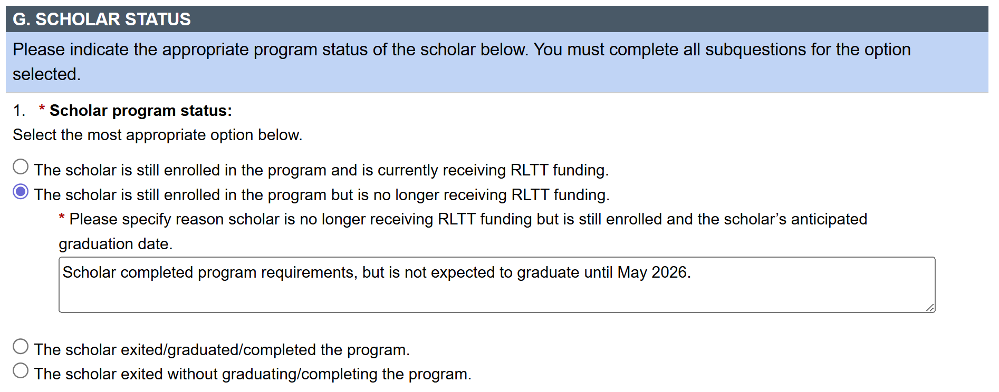 G. SCHOLAR STATUS
Please indicate the appropriate program status of the scholar below. You must complete all subquestions for the option
selected.
1. * Scholar program status:
Select the most appropriate option below.
The scholar is still enrolled in the program and is currently receiving RLTT funding.
The scholar is still enrolled in the program but is no longer receiving RLTT funding.
* Please specify reason scholar is no longer receiving RLTT funding but is still enrolled and the scholar’s anticipated
graduation date.
Scholar completed program requirements, but is not expected to graduate until May 2026.
The scholar exited/graduated/completed the program.
The scholar exited without graduating/completing the program.